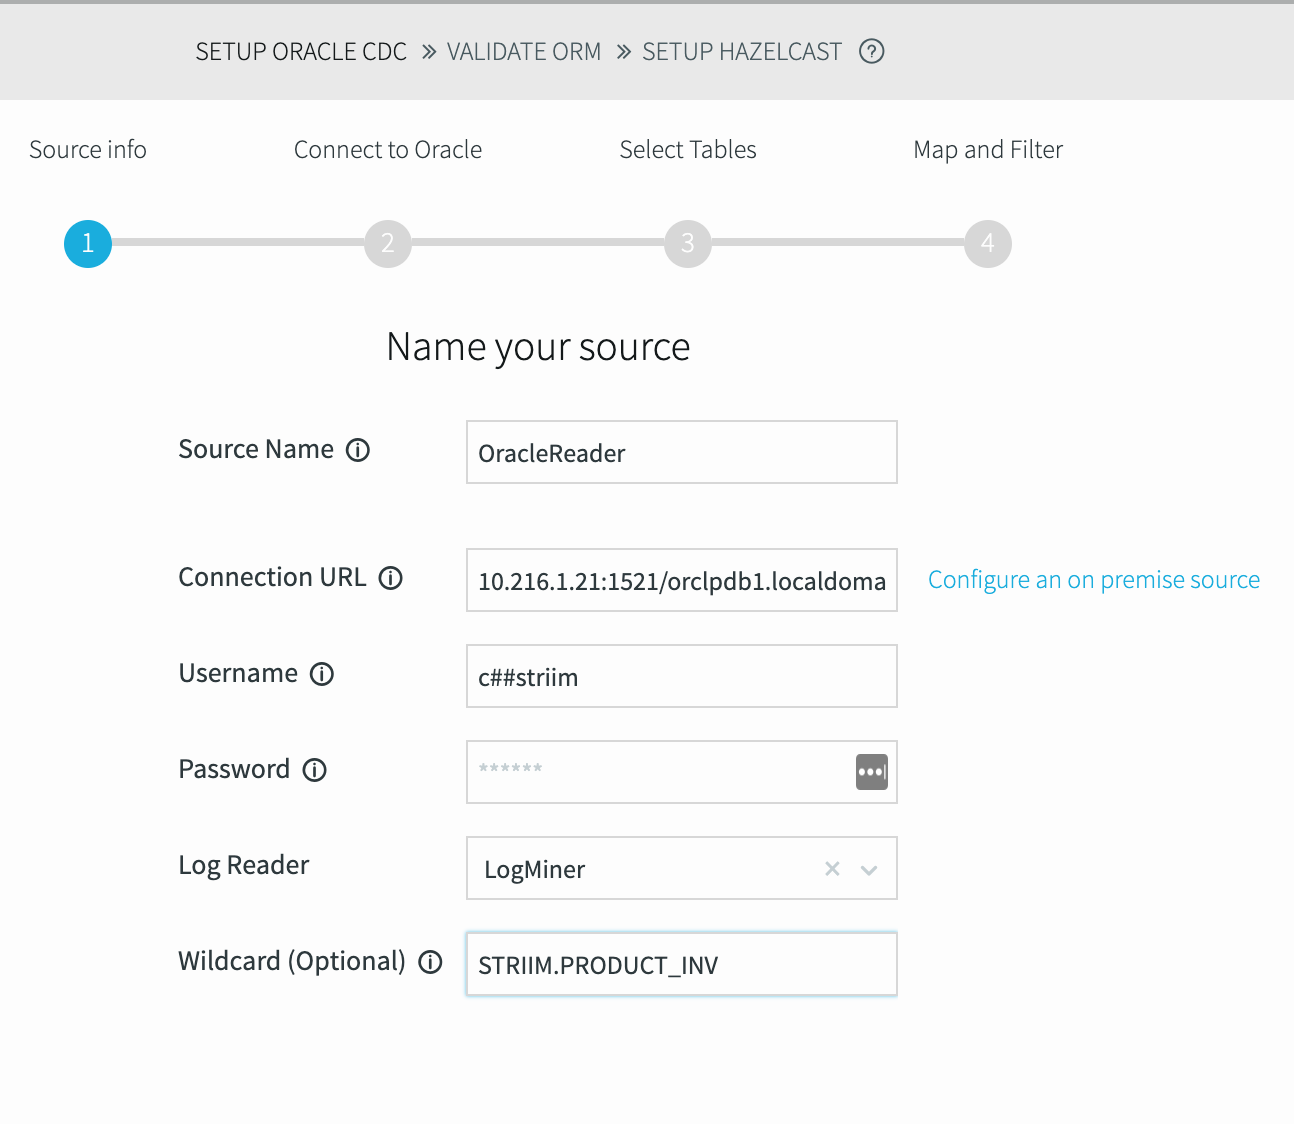 SETUP ORACLE CDC » VALIDATE ORM » SETUP HAZELCAST ?
Source info Connect to Oracle Select Tables Map and Filter
1 2 3 4
Name your source
Source Name OracleReader
Connection URL 10.216.1.21:1521/orclpdb1.localdoma Configure an on premise source
Username c##striim
Password ******
Log Reader LogMiner
Wildcard (Optional) STRIIM.PRODUCT_INV